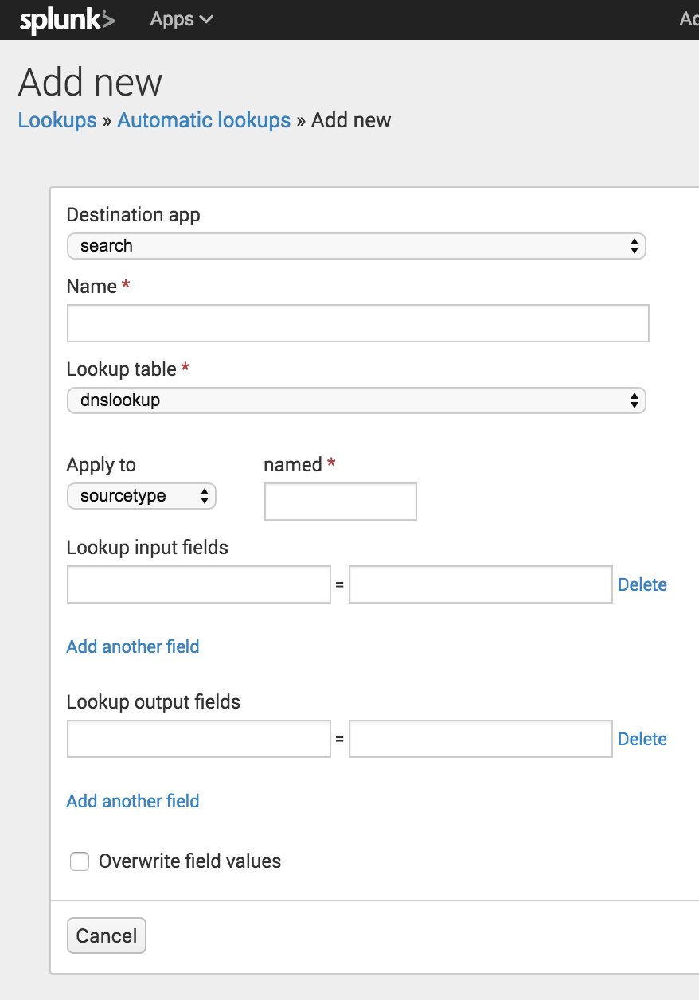 splunk> Apps Ad
Add new
Lookups » Automatic lookups » Add new
Destination app
search
Name *
Lookup table *
dnslookup
Apply to named *
sourcetype
Lookup input fields
= Delete
Add another field
Lookup output fields
= Delete
Add another field
Overwrite field values
Cancel